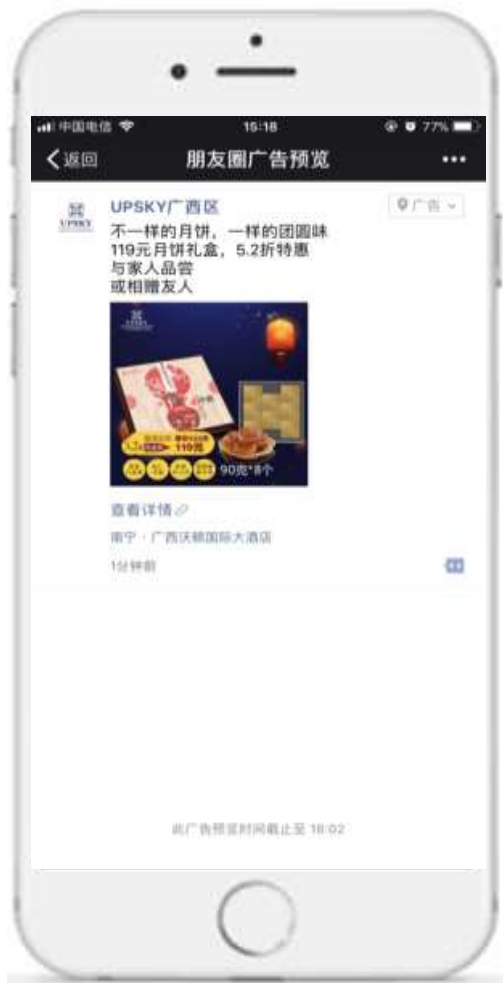 中国电信
15:18
77%
返回
朋友圈广告预览
UPSKY
UPSKY广西区
广告
不一样的月饼，一样的团圆味
119元月饼礼盒，5.2折特惠
与家人品尝
或相赠友人
119元
90克*8个
查看详情
南宁·广西沃顿国际大酒店
1分钟前
此广告预览时间截止至 16:02